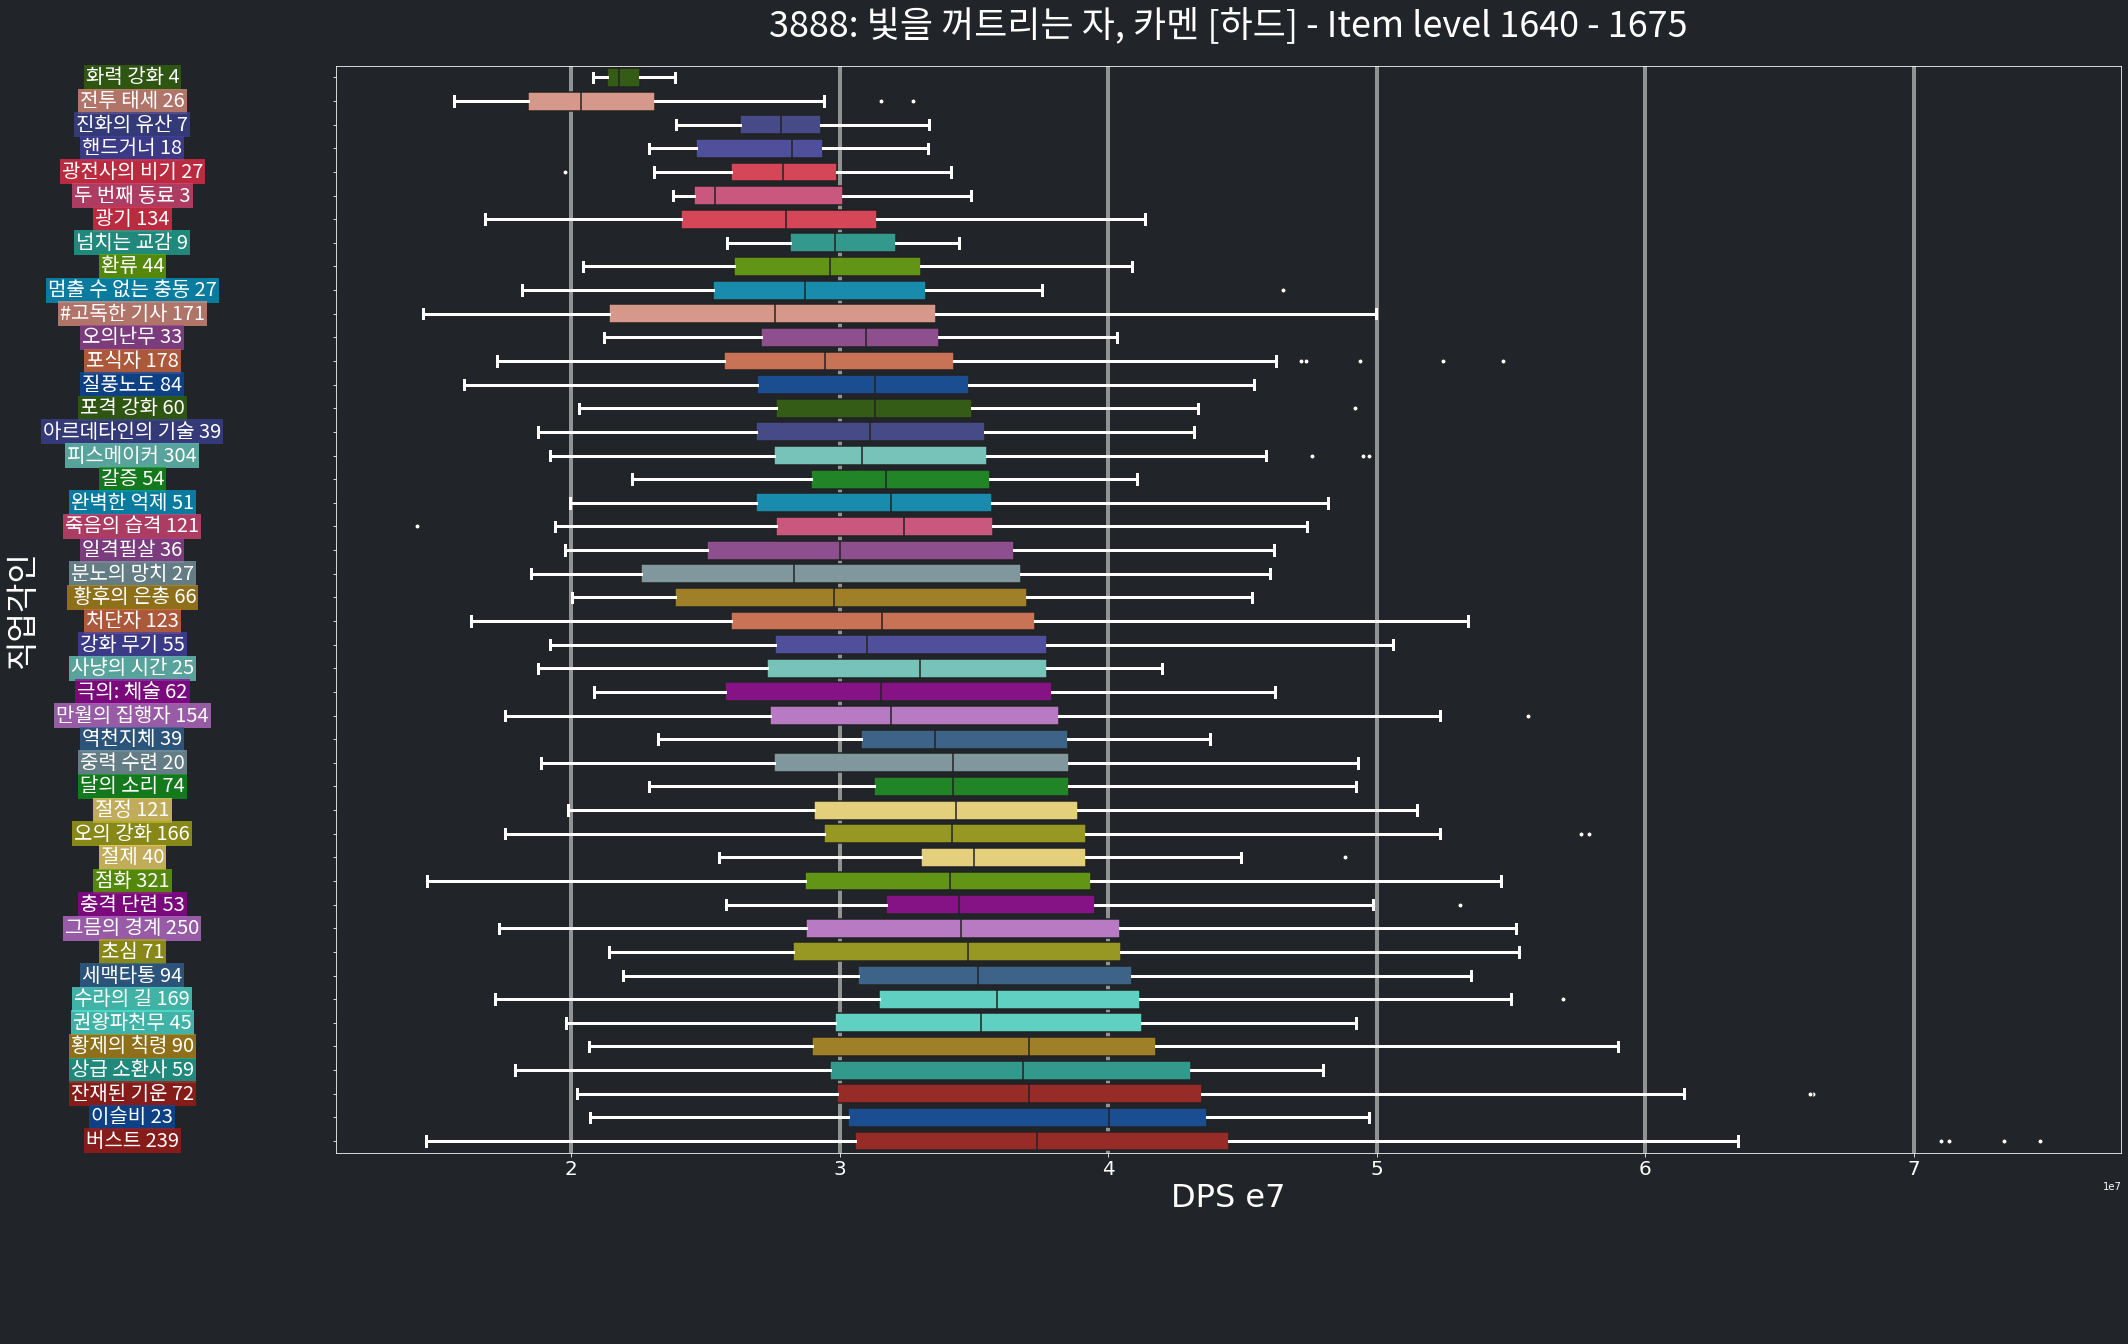 3888: 빛을 꺼트리는 자, 카멘 [하드] - Item level 1640 - 1675
직업각인
화력 강화 4
전투 태세 26
진화의 유산 7
핸드거너 18
광전사의 비기 27
두 번째 동료 3
광기 134
넘치는 교감 9
환류 44
멈출 수 없는 충동 27
#고독한 기사 171
오의난무 33
포식자 178
질풍노도 84
포격 강화 60
아르데타인의 기술 39
피스메이커 304
갈증 54
완벽한 억제 51
죽음의 습격 121
일격필살 36
분노의 망치 27
황후의 은총 66
처단자 123
강화 무기 55
사냥의 시간 25
극의: 체술 62
만월의 집행자 154
역천지체 39
중력 수련 20
달의 소리 74
절정 121
오의 강화 166
절제 40
점화 321
충격 단련 53
그믐의 경계 250
초심 71
세맥타통 94
수라의 길 169
권왕파천무 45
황제의 칙령 90
상급 소환사 59
잔재된 기운 72
이슬비 23
버스트 239
2 3 4 5 6 7
1e7
DPS e7